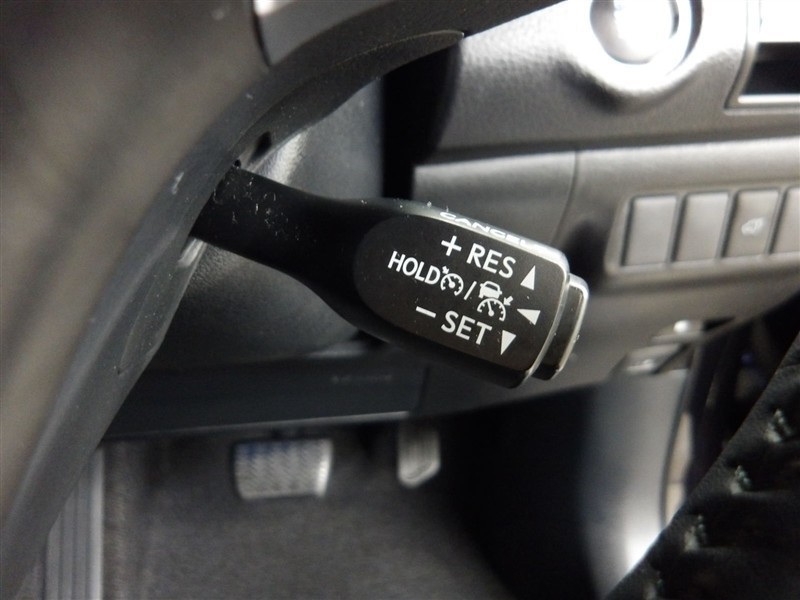 CANCEL
+ RES ▲
HOLD / ◄
– SET ▼